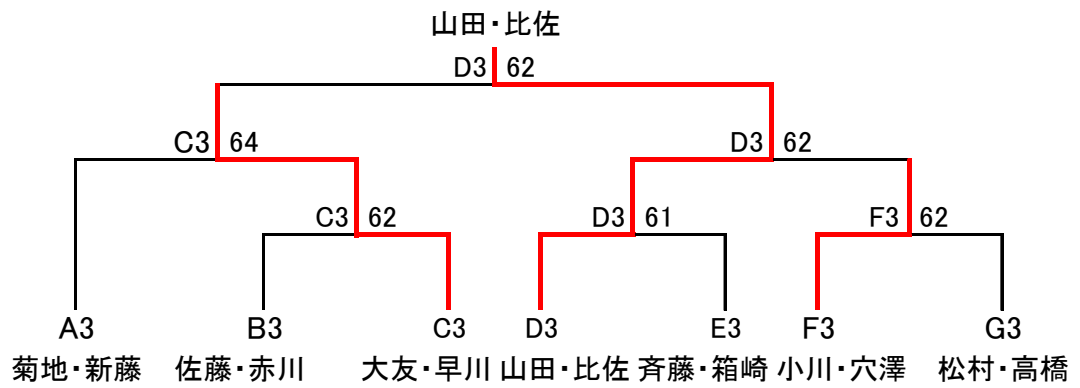 山田・比佐
D3 62
C3 64 D3 62
C3 62 D3 61 F3 62
A3 B3 C3 D3 E3 F3 G3
菊地・新藤 佐藤・赤川 大友・早川 山田・比佐 斉藤・箱崎 小川・穴澤 松村・高橋